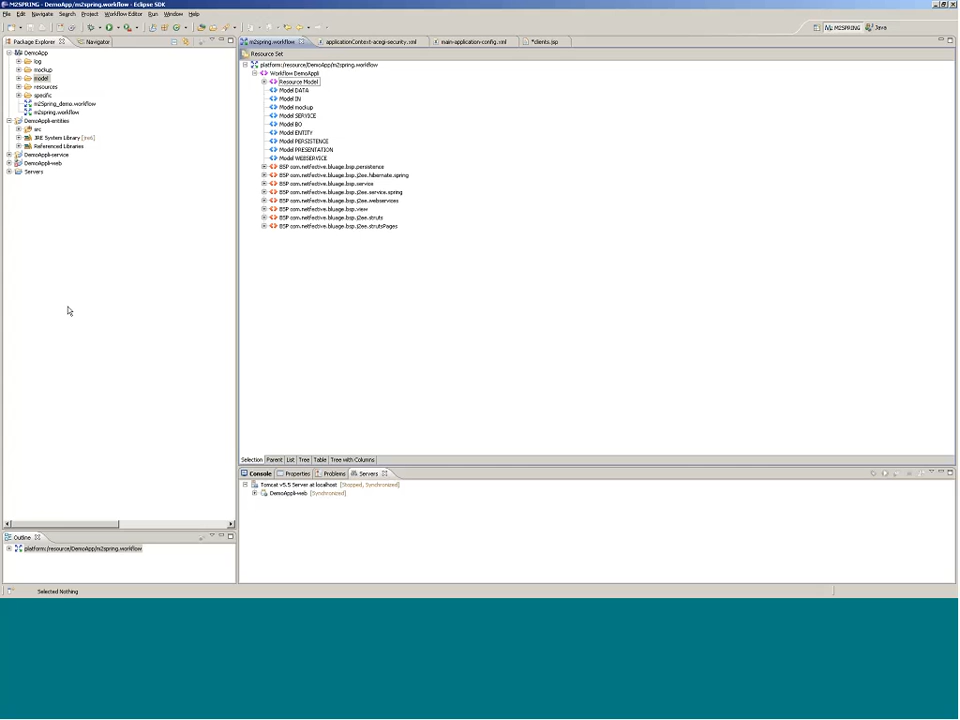 M2SPRING - DemoApp/m2spring.workflow - Eclipse SDK
File Edit Navigate Search Project Workflow Editor Run Window Help
M2SPRING Java
Package Explorer Navigator
DemoApp
log
mockup
model
resources
specific
m2Spring_demo.workflow
m2spring.workflow
DemoAppli-entities
src
JRE System Library
Referenced Libraries
DemoAppli-service
DemoAppli-web
Servers
m2spring.workflow applicationContext-acegi-security.xml main-application-config.xml *clients.jsp
Resource Set
platform:/resource/DemoApp/m2spring.workflow
Workflow DemoAppli
Resource Model
Model DATA
Model IN
Model mockup
Model SERVICE
Model BO
Model ENTITY
Model PERSISTENCE
Model PRESENTATION
Model WEBSERVICE
BSP com.netfective.bluage.bsp.persistence
BSP com.netfective.bluage.bsp.j2ee.hibernate.spring
BSP com.netfective.bluage.bsp.service
BSP com.netfective.bluage.bsp.j2ee.service.spring
BSP com.netfective.bluage.bsp.j2ee.webservices
BSP com.netfective.bluage.bsp.view
BSP com.netfective.bluage.bsp.j2ee.struts
BSP com.netfective.bluage.bsp.j2ee.strutsPages
Selection Parent List Tree Table Tree with Columns
Console Properties Problems Servers
Tomcat v5.5 Server at localhost [Stopped, Synchronized]
DemoAppli-web [Synchronized]
Outline
platform:/resource/DemoApp/m2spring.workflow
Selected Nothing